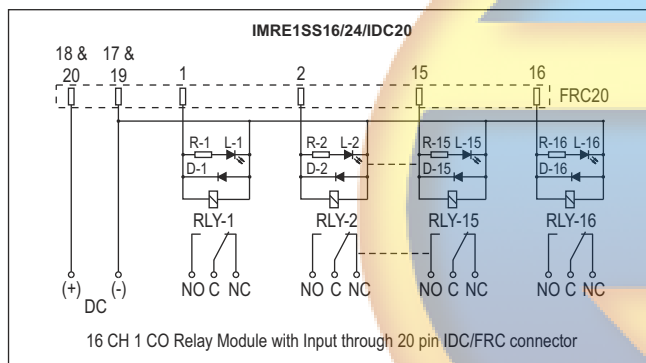 IMRE1SS16/24/IDC20
18 & 17 &
20 19 1 2 15 16
FRC20
R-1 L-1 R-2 L-2 R-15 L-15 R-16 L-16
D-1 D-2 D-15 D-16
RLY-1 RLY-2 RLY-15 RLY-16
(+) (-) NO C NC NO C NC NO C NC NO C NC
DC
16 CH 1 CO Relay Module with Input through 20 pin IDC/FRC connector